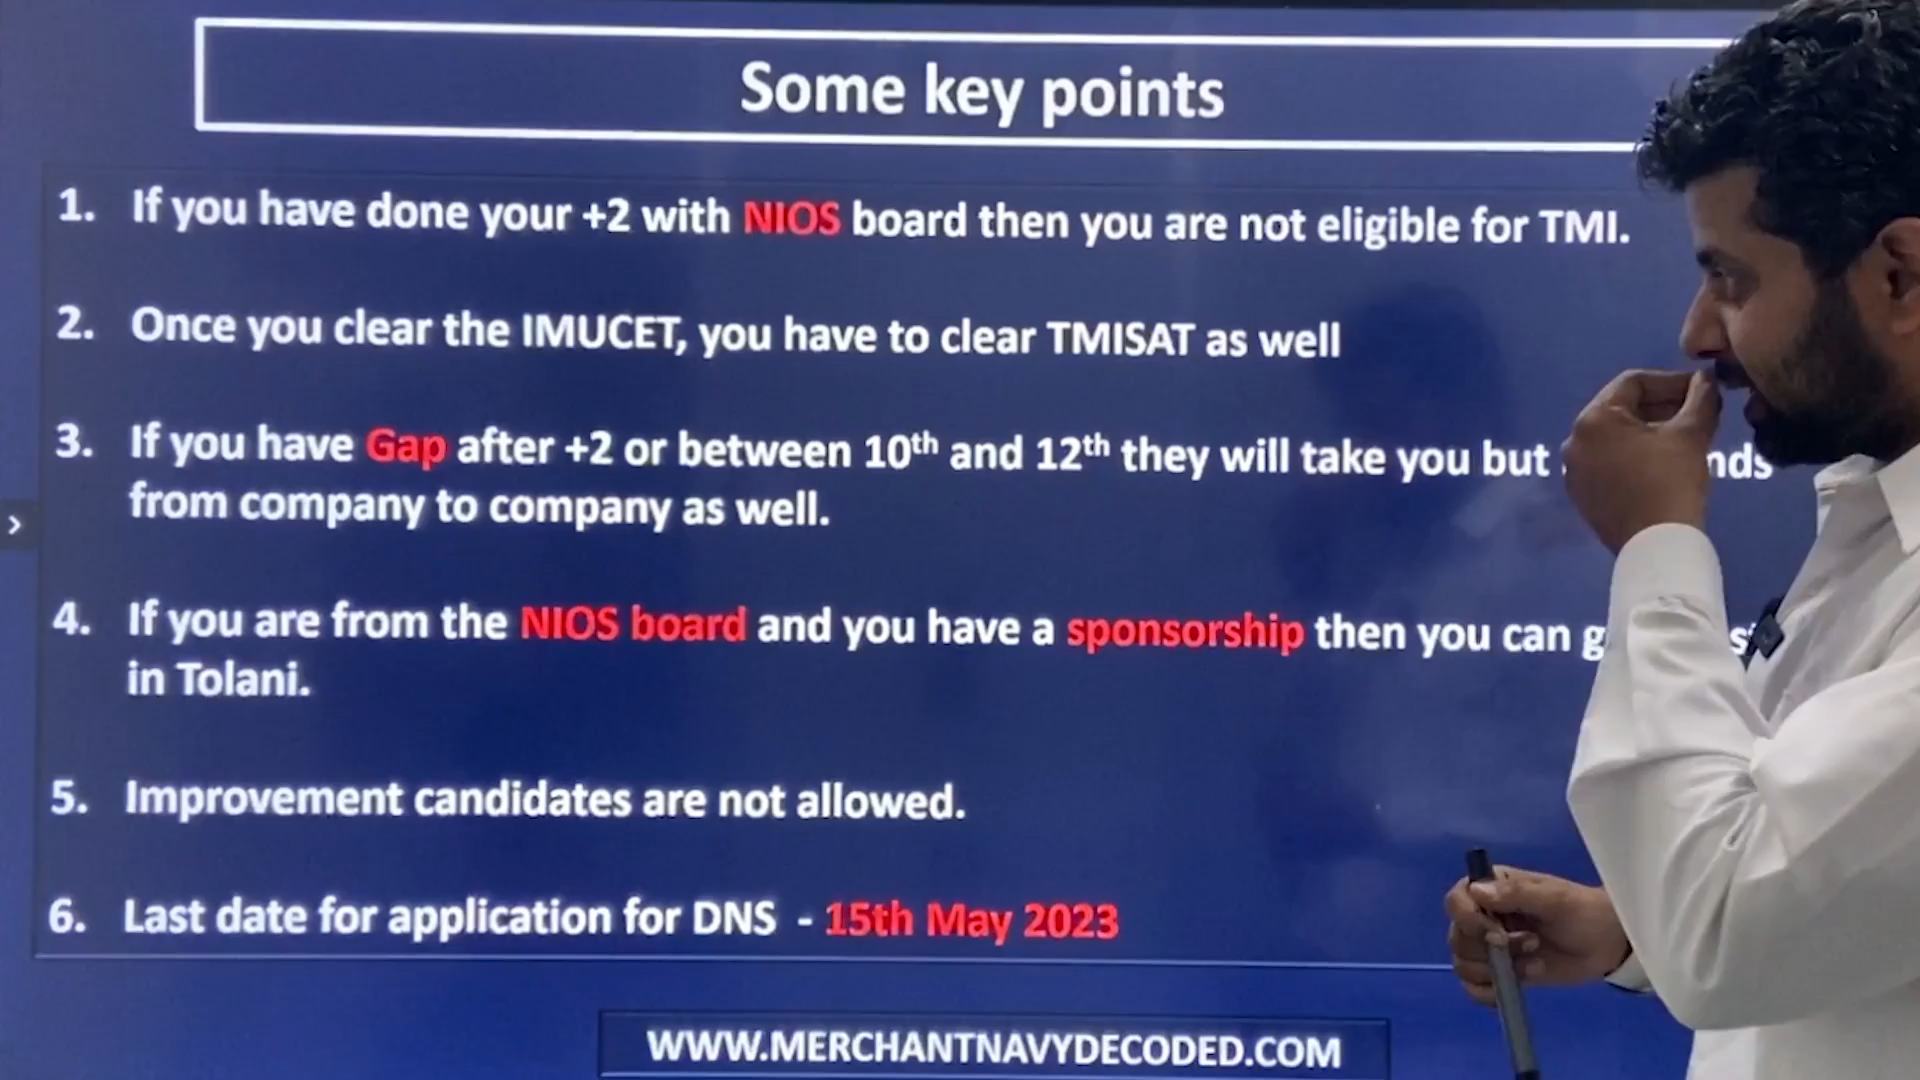 Some key points
1. If you have done your +2 with NIOS board then you are not eligible for TMI.
2. Once you clear the IMUCET, you have to clear TMISAT as well
3. If you have Gap after +2 or between 10th and 12th they will take you but
from company to company as well.
4. If you are from the NIOS board and you have a sponsorship then you can
in Tolani.
5. Improvement candidates are not allowed.
6. Last date for application for DNS - 15th May 2023
WWW.MERCHANTNAVYDECODED.COM